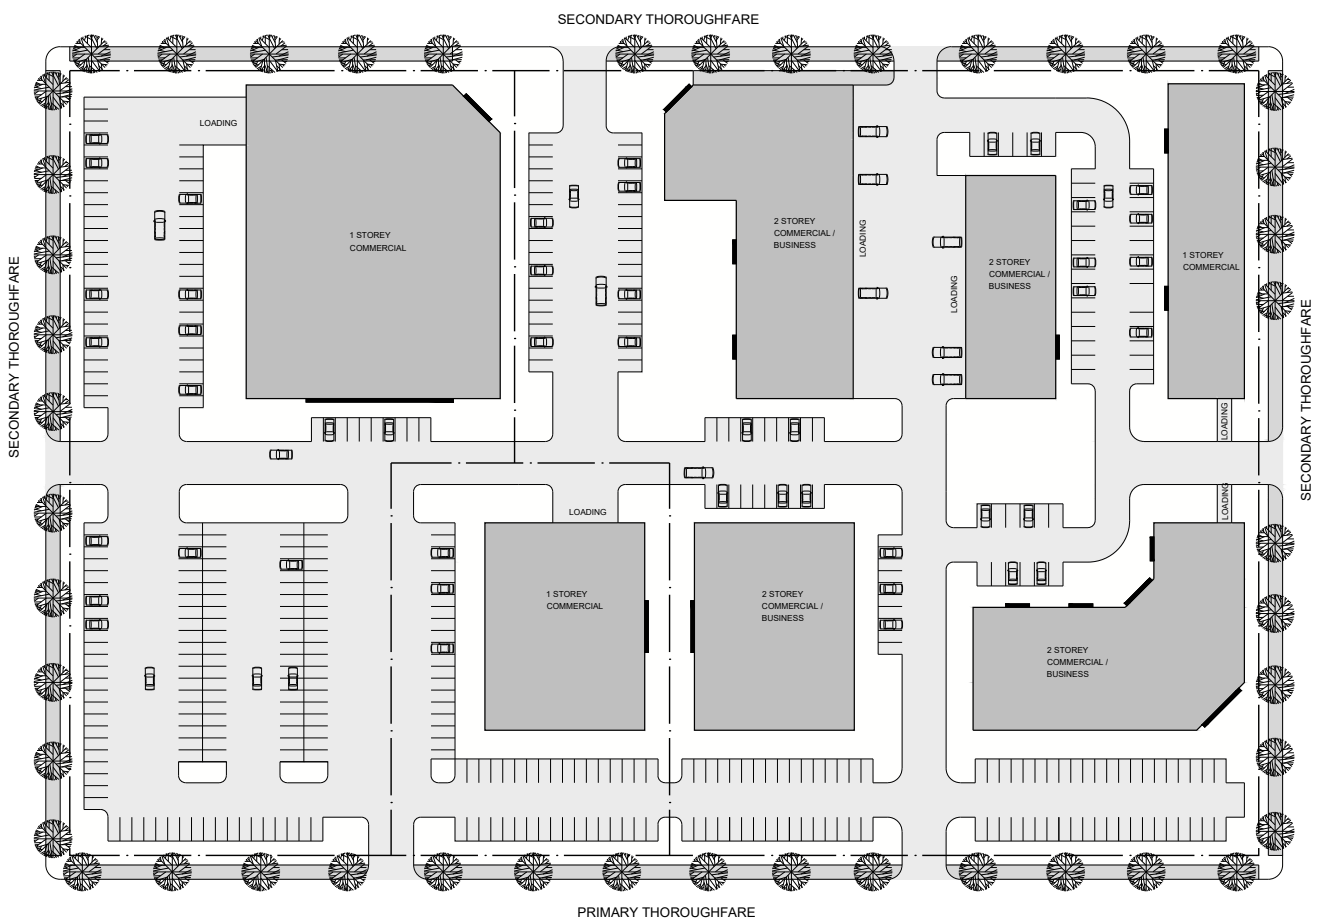 SECONDARY THOROUGHFARE
LOADING
1 STOREY
COMMERCIAL
2 STOREY
COMMERCIAL /
BUSINESS
LOADING
LOADING
2 STOREY
COMMERCIAL /
BUSINESS
1 STOREY
COMMERCIAL
SECONDARY THOROUGHFARE
SECONDARY THOROUGHFARE
LOADING
LOADING
LOADING
1 STOREY
COMMERCIAL
2 STOREY
COMMERCIAL /
BUSINESS
2 STOREY
COMMERCIAL /
BUSINESS
PRIMARY THOROUGHFARE